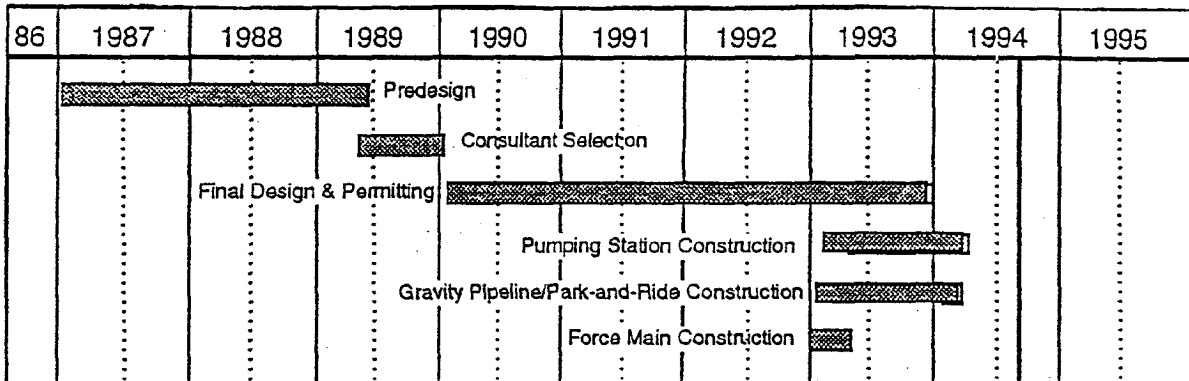 86 1987 1988 1989 1990 1991 1992 1993 1994 1995
Predesign
Consultant Selection
Final Design & Permitting
Pumping Station Construction
Gravity Pipeline/Park-and-Ride Construction
Force Main Construction